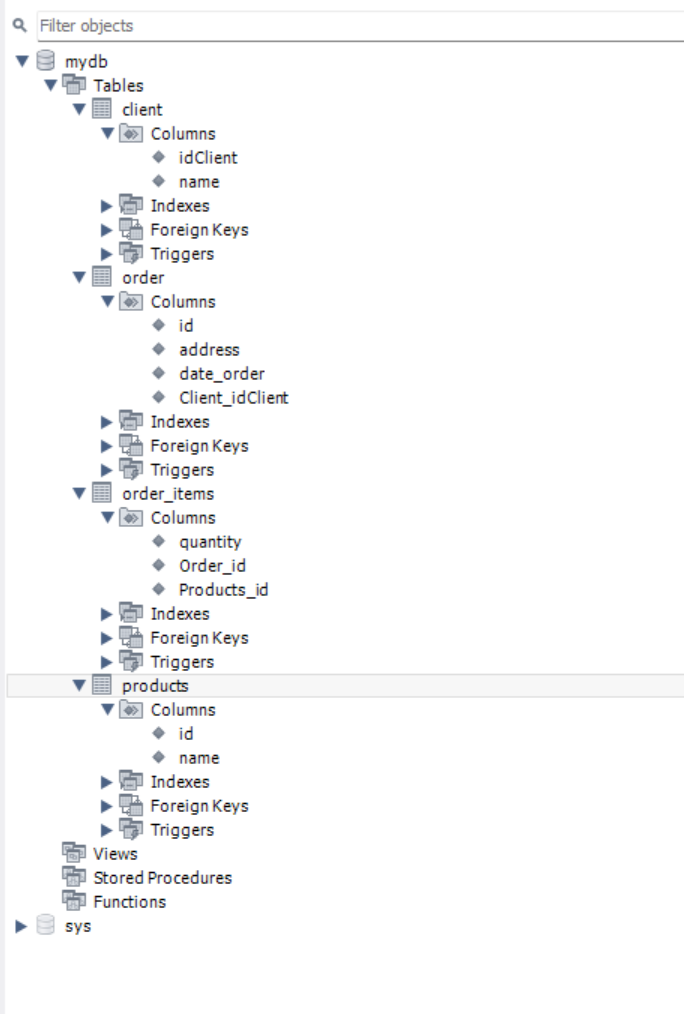 Filter objects
mydb
Tables
client
Columns
idClient
name
Indexes
Foreign Keys
Triggers
order
Columns
id
address
date_order
Client_idClient
Indexes
Foreign Keys
Triggers
order_items
Columns
quantity
Order_id
Products_id
Indexes
Foreign Keys
Triggers
products
Columns
id
name
Indexes
Foreign Keys
Triggers
Views
Stored Procedures
Functions
sys